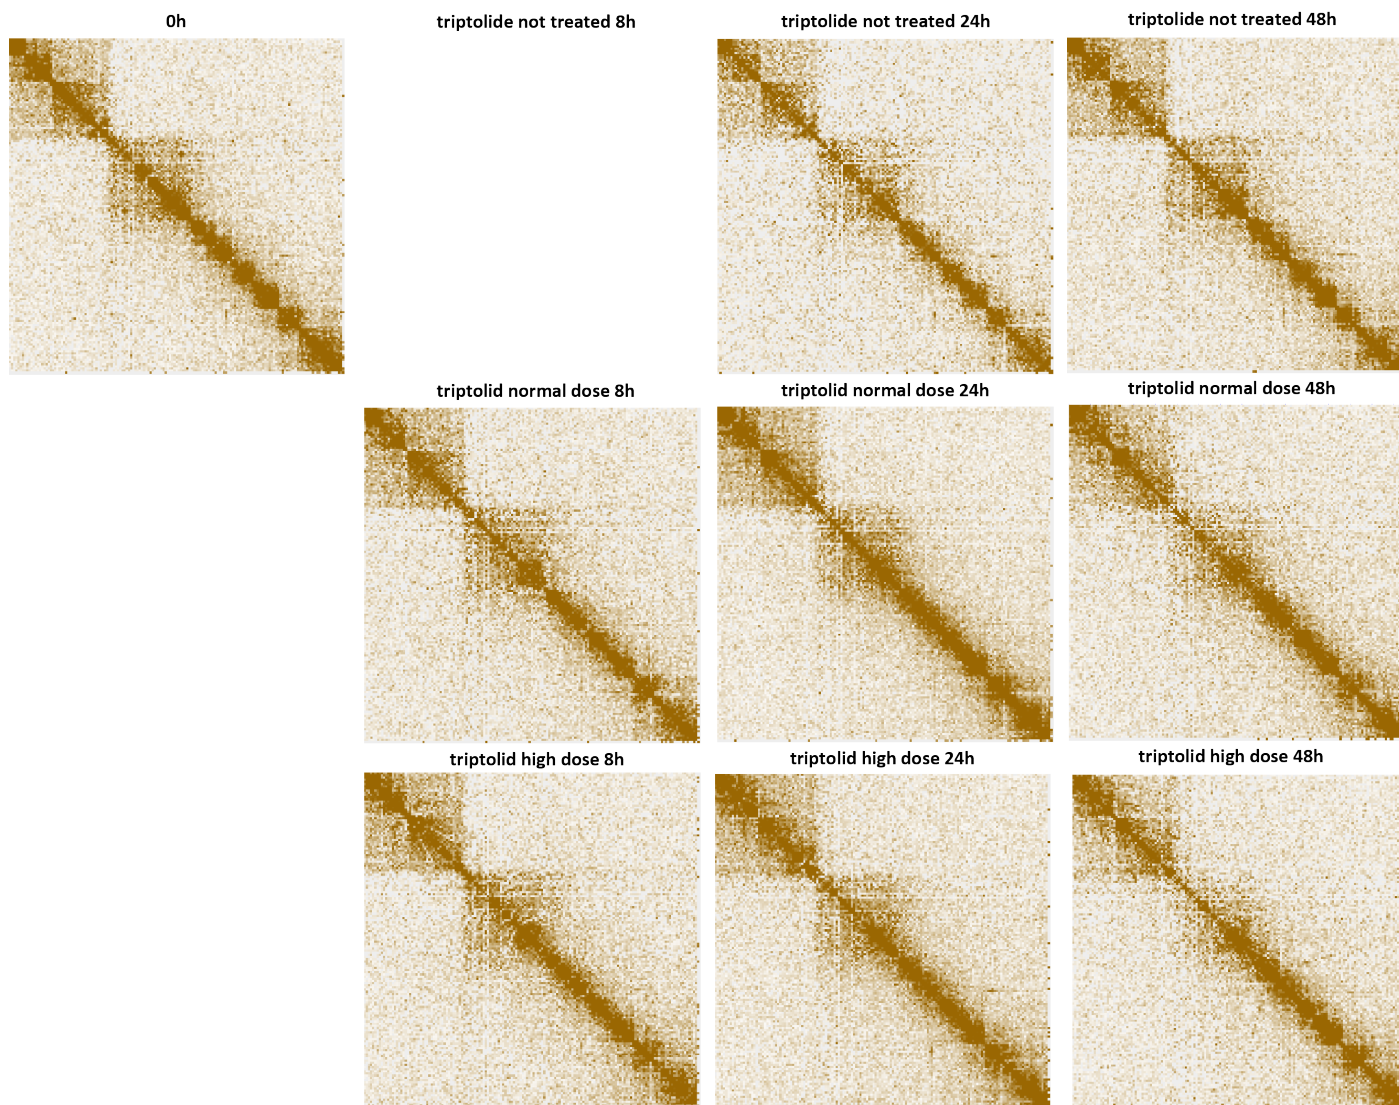 0h
triptolide not treated 8h
triptolide not treated 24h
triptolide not treated 48h
triptolid normal dose 8h
triptolid normal dose 24h
triptolid normal dose 48h
triptolid high dose 8h
triptolid high dose 24h
triptolid high dose 48h